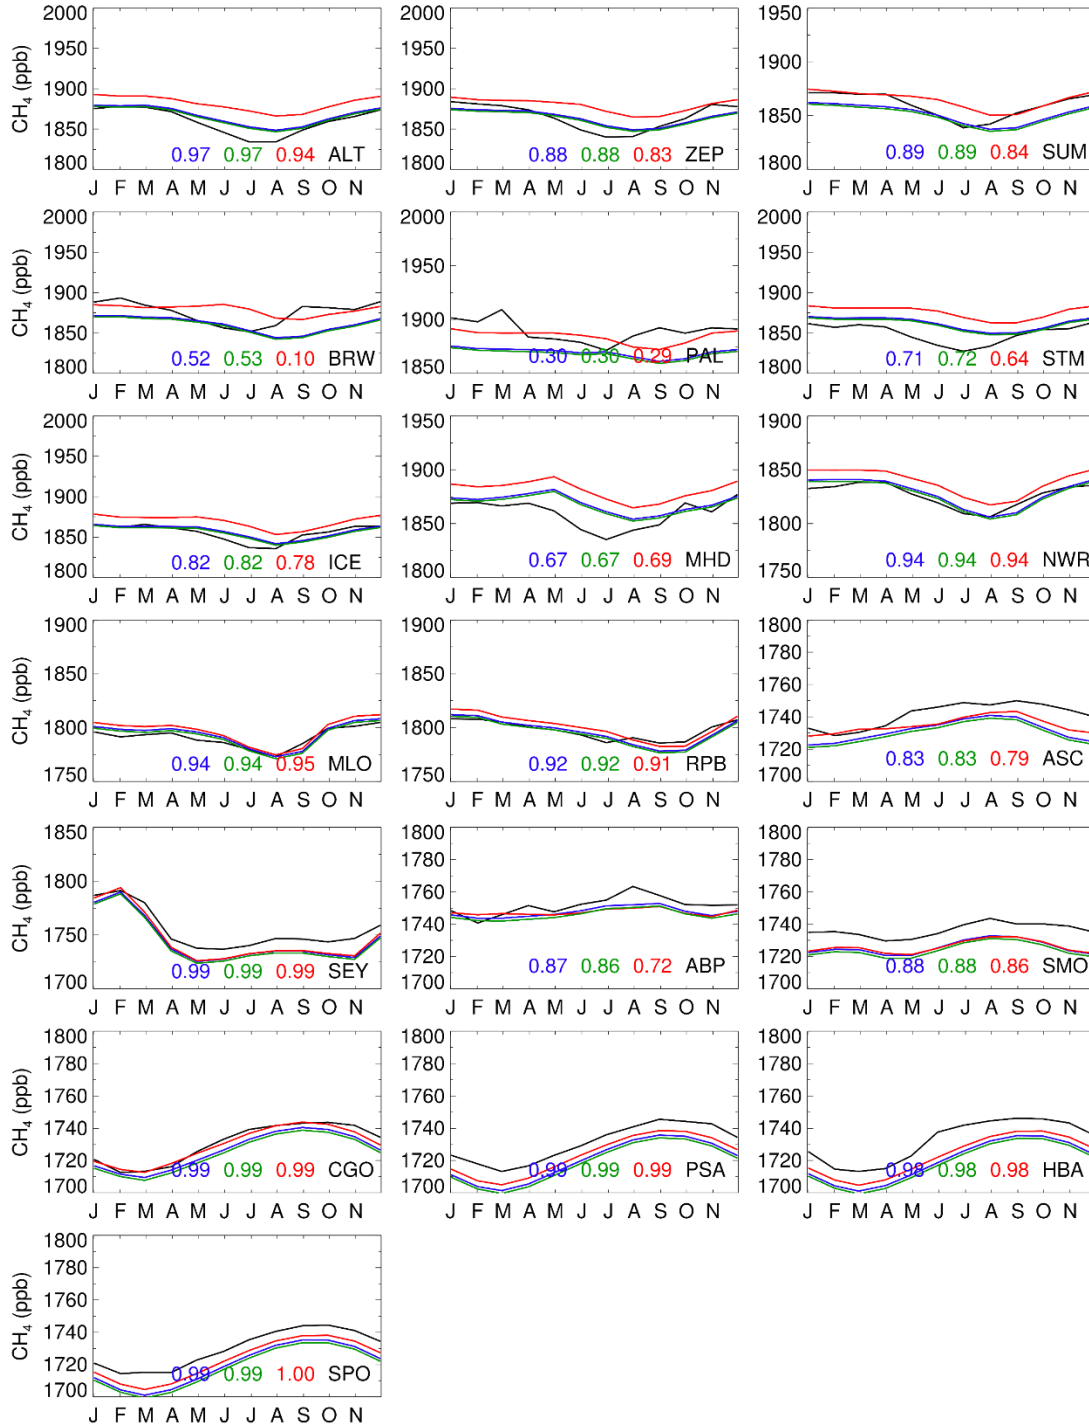 2000 2000 1950
1950 1950 1900
1900 1900 1850
1850 1850 1800
1800 1800
CH4 (ppb)
0.97 0.97 0.94 ALT
0.88 0.88 0.83 ZEP
0.89 0.89 0.84 SUM
J F M A M J J A S O N
J F M A M J J A S O N
J F M A M J J A S O N
2000 2000 2000
1950 1950 1950
1900 1900 1900
1850 1850 1850
1800 1800
CH4 (ppb)
0.52 0.53 0.10 BRW
0.30 0.30 0.29 PAL
0.71 0.72 0.64 STM
J F M A M J J A S O N
J F M A M J J A S O N
J F M A M J J A S O N
2000 1950 1900
1950 1900 1850
1900 1850 1800
1850 1800 1750
1800
CH4 (ppb)
0.82 0.82 0.78 ICE
0.67 0.67 0.69 MHD
0.94 0.94 0.94 NWR
J F M A M J J A S O N
J F M A M J J A S O N
J F M A M J J A S O N
1900 1900 1800
1850 1850 1780
1800 1800 1760
1750 1750 1740
1720
1700
CH4 (ppb)
0.94 0.94 0.95 MLO
0.92 0.92 0.91 RPB
0.83 0.83 0.79 ASC
J F M A M J J A S O N
J F M A M J J A S O N
J F M A M J J A S O N
1850 1800 1800
1800 1780 1780
1750 1760 1760
1700 1740 1740
1720 1720
1700 1700
CH4 (ppb)
0.99 0.99 0.99 SEY
0.87 0.86 0.72 ABP
0.88 0.88 0.86 SMO
J F M A M J J A S O N
J F M A M J J A S O N
J F M A M J J A S O N
1800 1800 1800
1780 1780 1780
1760 1760 1760
1740 1740 1740
1720 1720 1720
1700 1700 1700
CH4 (ppb)
0.99 0.99 0.99 CGO
0.99 0.99 0.99 PSA
0.98 0.98 0.98 HBA
J F M A M J J A S O N
J F M A M J J A S O N
J F M A M J J A S O N
1800
1780
1760
1740
1720
1700
CH4 (ppb)
0.99 0.99 1.00 SPO
J F M A M J J A S O N